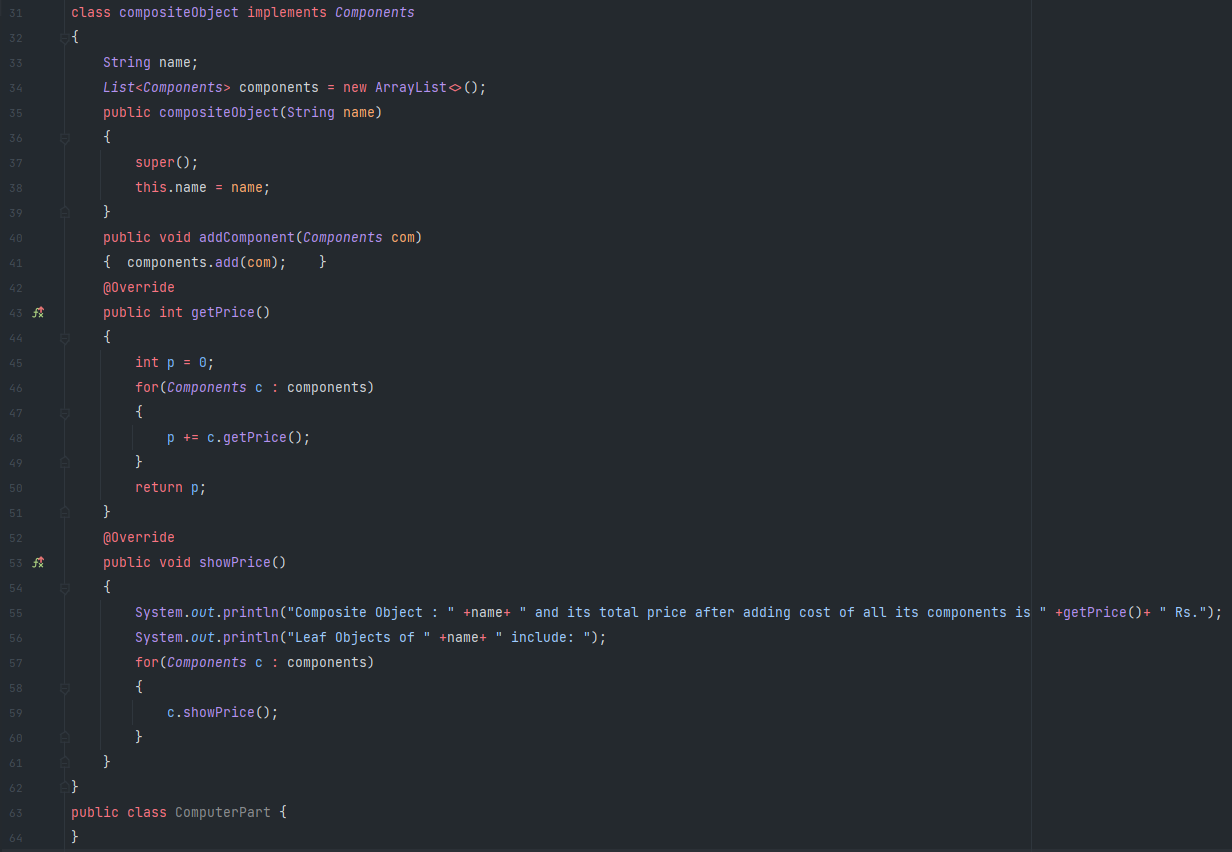 31 class compositeObject implements Components
32 {
33     String name;
34     List<Components> components = new ArrayList<>();
35     public compositeObject(String name)
36     {
37         super();
38         this.name = name;
39     }
40     public void addComponent(Components com)
41     {  components.add(com);    }
42     @Override
43     public int getPrice()
44     {
45         int p = 0;
46         for(Components c : components)
47         {
48             p += c.getPrice();
49         }
50         return p;
51     }
52     @Override
53     public void showPrice()
54     {
55         System.out.println("Composite Object : " +name+ " and its total price after adding cost of all its components is " +getPrice()+ " Rs.");
56         System.out.println("Leaf Objects of " +name+ " include: ");
57         for(Components c : components)
58         {
59             c.showPrice();
60         }
61     }
62 }
63 public class ComputerPart {
64 }